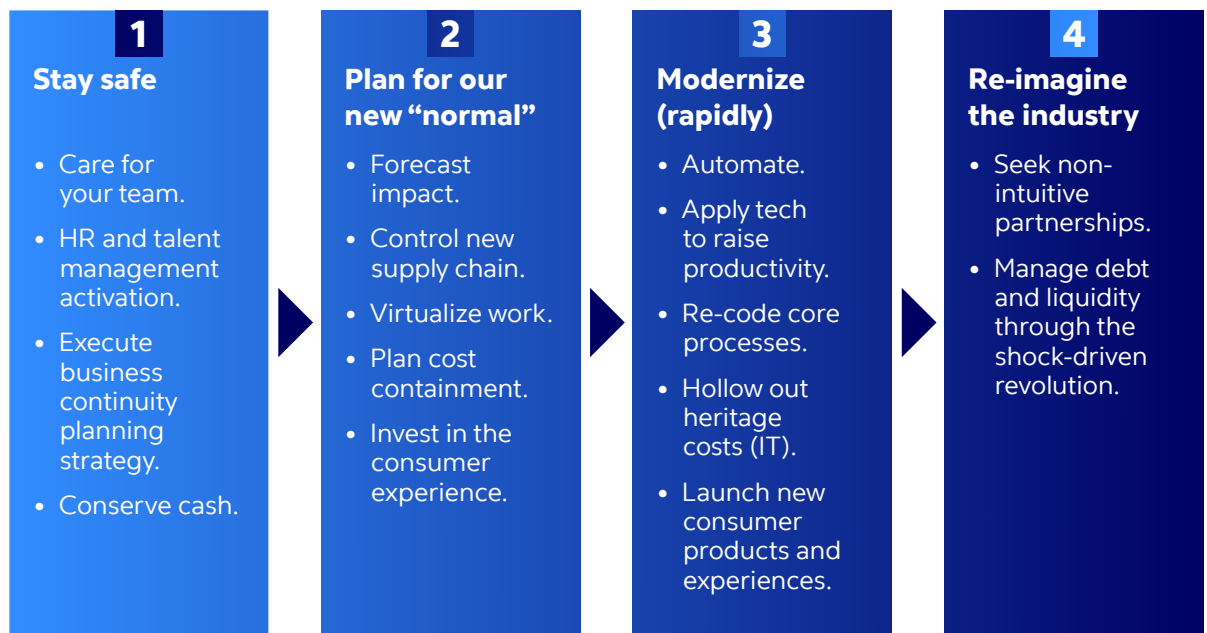 1
Stay safe
• Care for
your team.
• HR and talent
management
activation.
• Execute
business
continuity
planning
strategy.
• Conserve cash.
2
Plan for our
new “normal”
• Forecast
impact.
• Control new
supply chain.
• Virtualize work.
• Plan cost
containment.
• Invest in the
consumer
experience.
3
Modernize
(rapidly)
• Automate.
• Apply tech
to raise
productivity.
• Re-code core
processes.
• Hollow out
heritage
costs (IT).
• Launch new
consumer
products and
experiences.
4
Re-imagine
the industry
• Seek non-
intuitive
partnerships.
• Manage debt
and liquidity
through the
shock-driven
revolution.